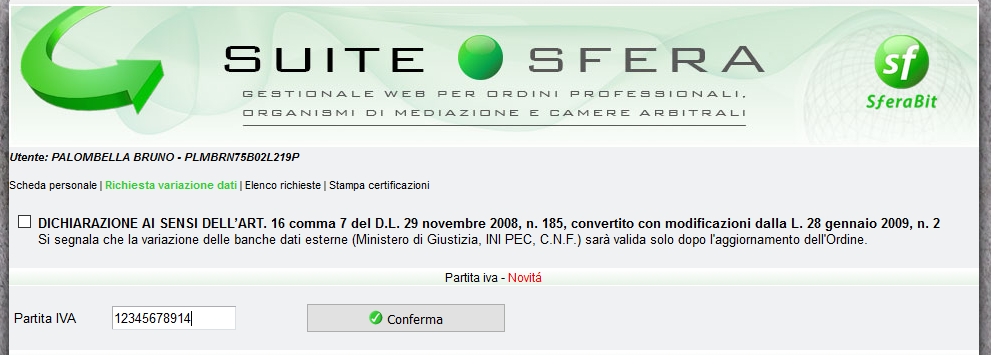 SUITE SFERA
GESTIONALE WEB PER ORDINI PROFESSIONALI,
ORGANISMI DI MEDIAZIONE E CAMERE ARBITRALI
sf
SferaBit
Utente: PALOMBELLA BRUNO - PLMBRN75B02L219P
Scheda personale | Richiesta variazione dati | Elenco richieste | Stampa certificazioni
DICHIARAZIONE AI SENSI DELL'ART. 16 comma 7 del D.L. 29 novembre 2008, n. 185, convertito con modificazioni dalla L. 28 gennaio 2009, n. 2
Si segnala che la variazione delle banche dati esterne (Ministero di Giustizia, INI PEC, C.N.F.) sarà valida solo dopo l'aggiornamento dell'Ordine.
Partita iva - Novitá
Partita IVA 12345678914 Conferma